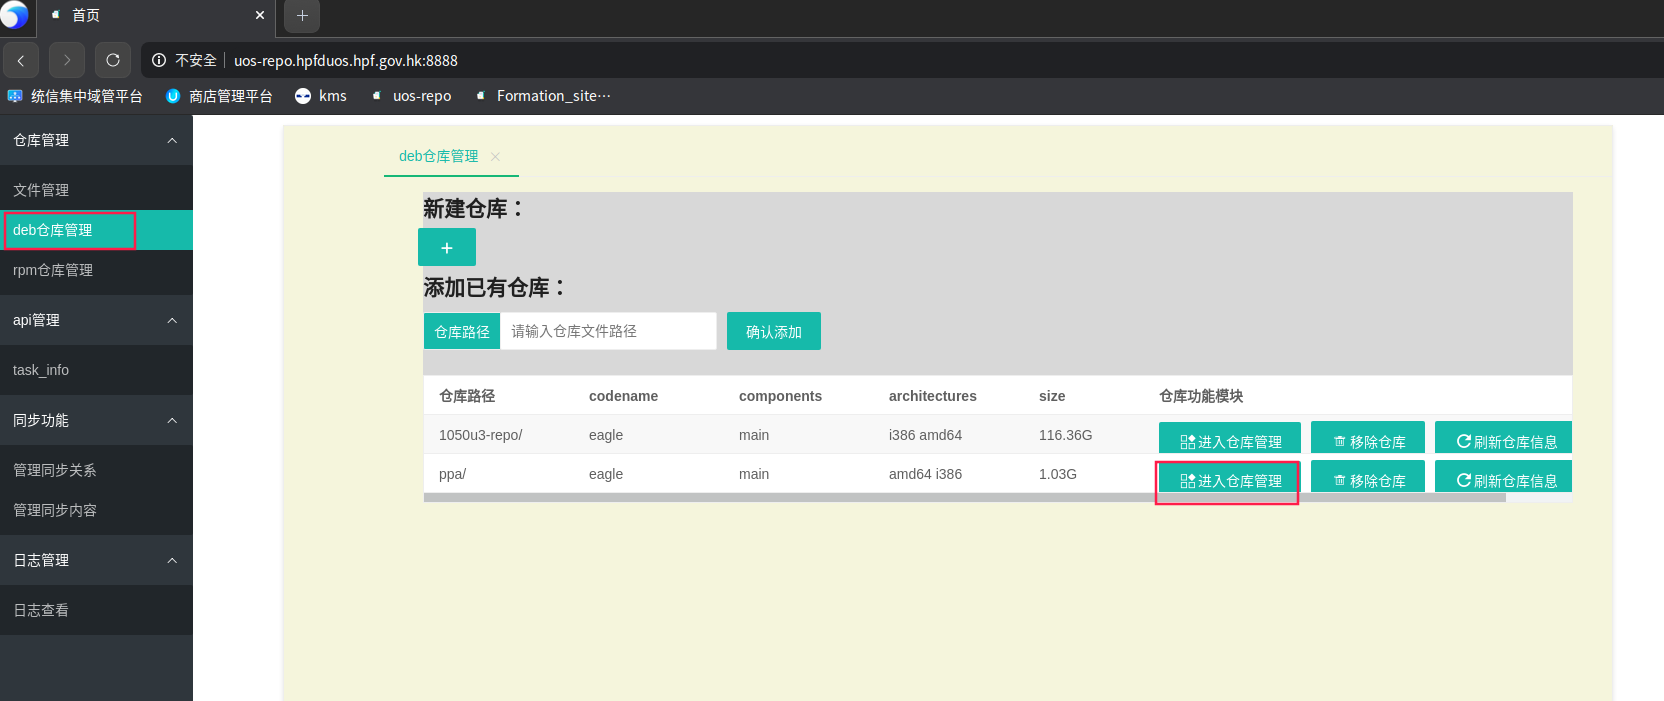 首页
不安全 uos-repo.hpfduos.hpf.gov.hk:8888
统信集中域管平台 商店管理平台 kms uos-repo Formation_site···
仓库管理
文件管理
deb仓库管理
rpm仓库管理
api管理
task_info
同步功能
管理同步关系
管理同步内容
日志管理
日志查看
deb仓库管理
新建仓库：
+
添加已有仓库：
仓库路径 请输入仓库文件路径 确认添加
仓库路径 codename components architectures size 仓库功能模块
1050u3-repo/ eagle main i386 amd64 116.36G 进入仓库管理 移除仓库 刷新仓库信息
ppa/ eagle main amd64 i386 1.03G 进入仓库管理 移除仓库 刷新仓库信息